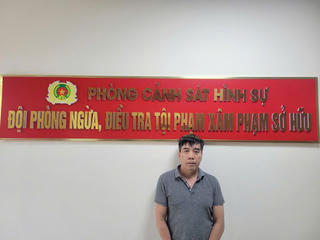 PHÒNG CẢNH SÁT HÌNH SỰ
ĐỘI PHÒNG NGỪA, ĐIỀU TRA TỘI PHẠM XÂM PHẠM SỞ HỮU